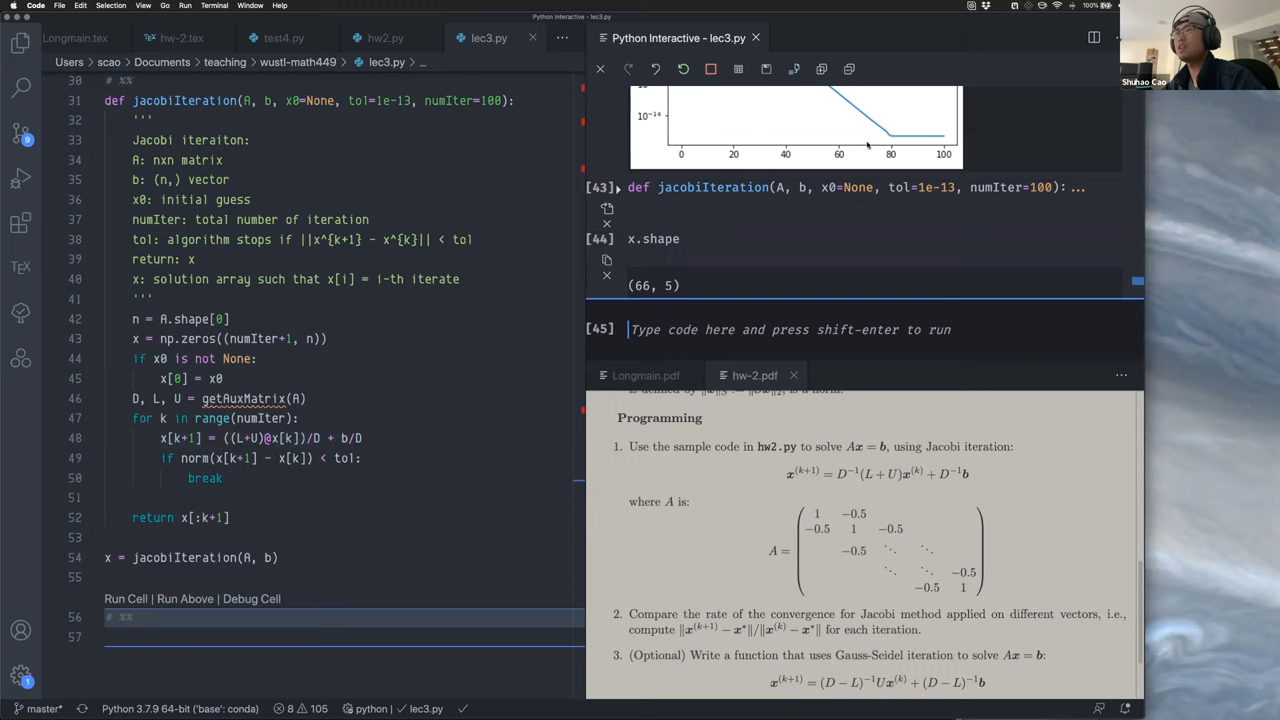 Code File Edit Selection View Go Run Terminal Window Help 100%
Python Interactive - lec3.py
Longmain.tex hw-2.tex test4.py hw2.py lec3.py
Users > scao > Documents > teaching > wustl-math449 > lec3.py > ...
30 # %%
31 def jacobiIteration(A, b, x0=None, tol=1e-13, numIter=100):
32 '''
33 Jacobi iteraiton:
34 A: nxn matrix
35 b: (n,) vector
36 x0: initial guess
37 numIter: total number of iteration
38 tol: algorithm stops if ||x^{k+1} - x^{k}|| < tol
39 return: x
40 x: solution array such that x[i] = i-th iterate
41 '''
42 n = A.shape[0]
43 x = np.zeros((numIter+1, n))
44 if x0 is not None:
45 x[0] = x0
46 D, L, U = getAuxMatrix(A)
47 for k in range(numIter):
48 x[k+1] = ((L+U)@x[k])/D + b/D
49 if norm(x[k+1] - x[k]) < tol:
50 break
51
52 return x[:k+1]
53
54 x = jacobiIteration(A, b)
55
Run Cell | Run Above | Debug Cell
56 # %%
57
Python Interactive - lec3.py
10⁻¹⁴
0 20 40 60 80 100
[43] def jacobiIteration(A, b, x0=None, tol=1e-13, numIter=100): ...
[44] x.shape
(66, 5)
[45] Type code here and press shift-enter to run
Longmain.pdf hw-2.pdf
Programming
1. Use the sample code in hw2.py to solve Ax = b, using Jacobi iteration:
x^(k+1) = D⁻¹(L + U)x^(k) + D⁻¹b
where A is:
1 −0.5
−0.5 1 −0.5
A = −0.5 ⋱ ⋱
⋱ ⋱ −0.5
−0.5 1
2. Compare the rate of the convergence for Jacobi method applied on different vectors, i.e.,
compute ‖x^(k+1) − x*‖/‖x^(k) − x*‖ for each iteration.
3. (Optional) Write a function that uses Gauss-Seidel iteration to solve Ax = b:
x^(k+1) = (D − L)⁻¹Ux^(k) + (D − L)⁻¹b
Shuhao Cao
9
1
master* Python 3.7.9 64-bit ('base': conda) 8 105 python | lec3.py